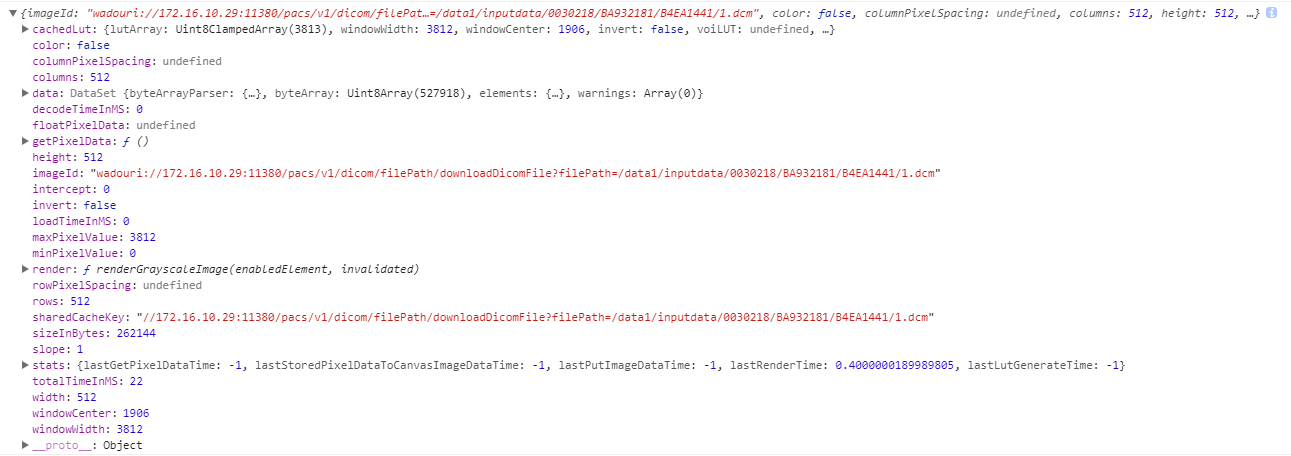 ▼{imageId: "wadouri://172.16.10.29:11380/pacs/v1/dicom/filePat…=/data1/inputdata/0030218/BA932181/B4EA1441/1.dcm", color: false, columnPixelSpacing: undefined, columns: 512, height: 512, …} i
▶cachedLut: {lutArray: Uint8ClampedArray(3813), windowWidth: 3812, windowCenter: 1906, invert: false, voiLUT: undefined, …}
color: false
columnPixelSpacing: undefined
columns: 512
▶data: DataSet {byteArrayParser: {…}, byteArray: Uint8Array(527918), elements: {…}, warnings: Array(0)}
decodeTimeInMS: 0
floatPixelData: undefined
▶getPixelData: ƒ ()
height: 512
imageId: "wadouri://172.16.10.29:11380/pacs/v1/dicom/filePath/downloadDicomFile?filePath=/data1/inputdata/0030218/BA932181/B4EA1441/1.dcm"
intercept: 0
invert: false
loadTimeInMS: 0
maxPixelValue: 3812
minPixelValue: 0
▶render: ƒ renderGrayscaleImage(enabledElement, invalidated)
rowPixelSpacing: undefined
rows: 512
sharedCacheKey: "//172.16.10.29:11380/pacs/v1/dicom/filePath/downloadDicomFile?filePath=/data1/inputdata/0030218/BA932181/B4EA1441/1.dcm"
sizeInBytes: 262144
slope: 1
▶stats: {lastGetPixelDataTime: -1, lastStoredPixelDataToCanvasImageDataTime: -1, lastPutImageDataTime: -1, lastRenderTime: 0.4000000189989805, lastLutGenerateTime: -1}
totalTimeInMS: 22
width: 512
windowCenter: 1906
windowWidth: 3812
▶__proto__: Object